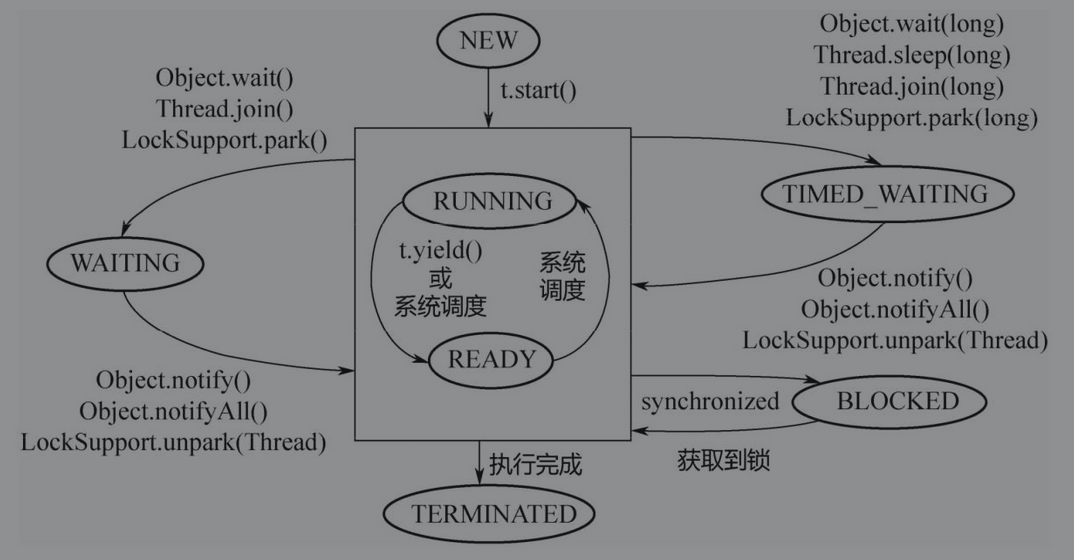 NEW
t.start()
Object.wait()
Thread.join()
LockSupport.park()
Object.wait(long)
Thread.sleep(long)
Thread.join(long)
LockSupport.park(long)
RUNNING
TIMED_WAITING
WAITING
t.yield()
或
系统调度
系统
调度
READY
Object.notify()
Object.notifyAll()
LockSupport.unpark(Thread)
Object.notify()
Object.notifyAll()
LockSupport.unpark(Thread)
synchronized
BLOCKED
获取到锁
执行完成
TERMINATED